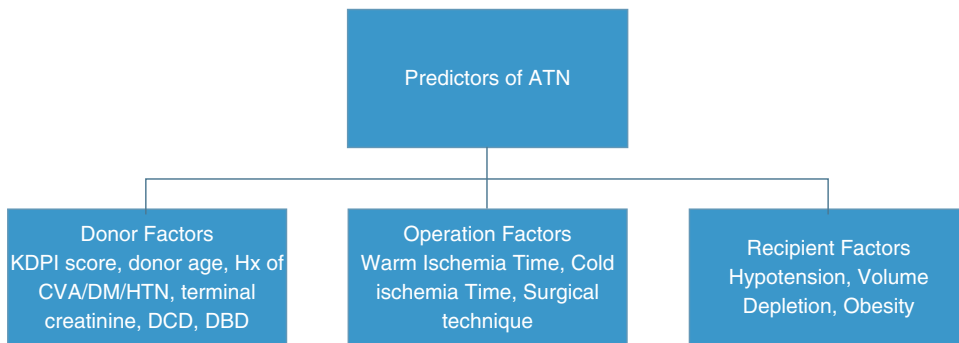 Predictors of ATN
Donor Factors
KDPI score, donor age, Hx of
CVA/DM/HTN, terminal
creatinine, DCD, DBD
Operation Factors
Warm Ischemia Time, Cold
ischemia Time, Surgical
technique
Recipient Factors
Hypotension, Volume
Depletion, Obesity